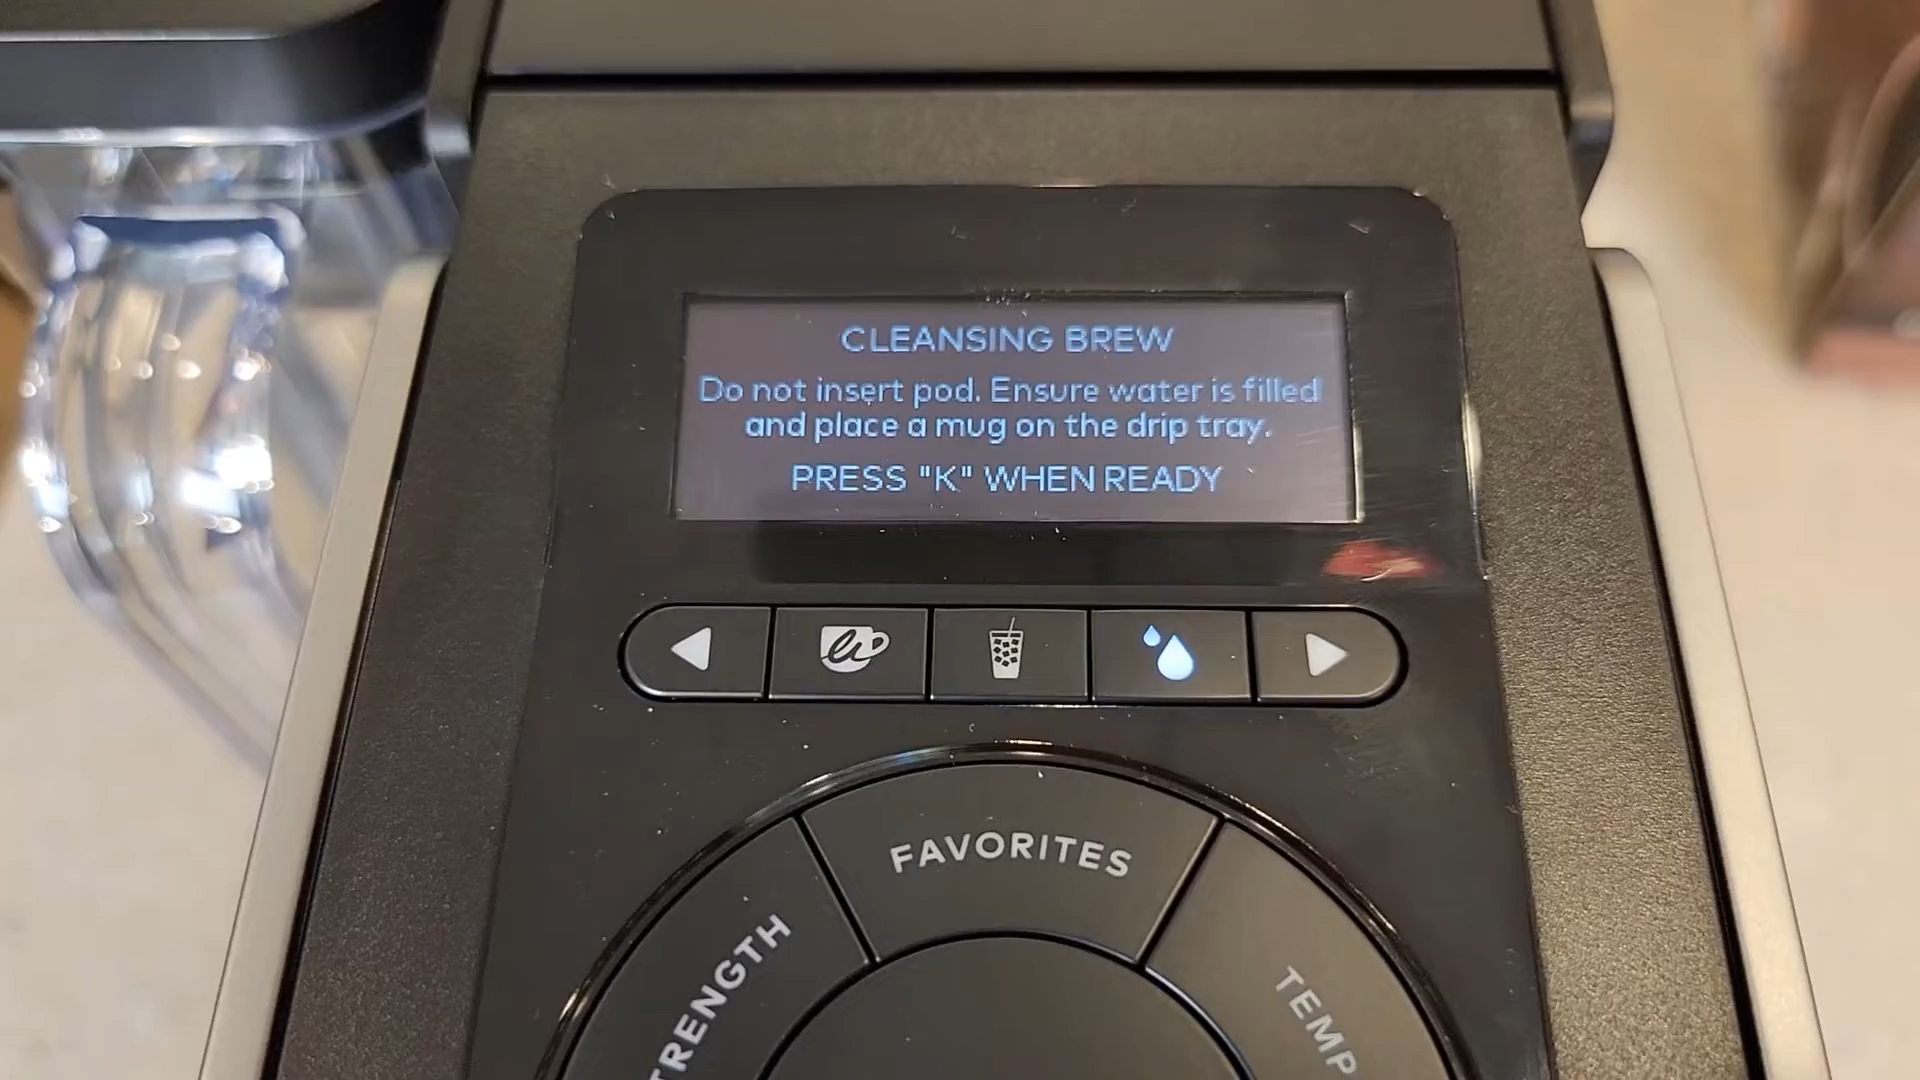 CLEANSING BREW
Do not insert pod. Ensure water is filled
and place a mug on the drip tray.
PRESS "K" WHEN READY
FAVORITES
TRENGTH
TEMP